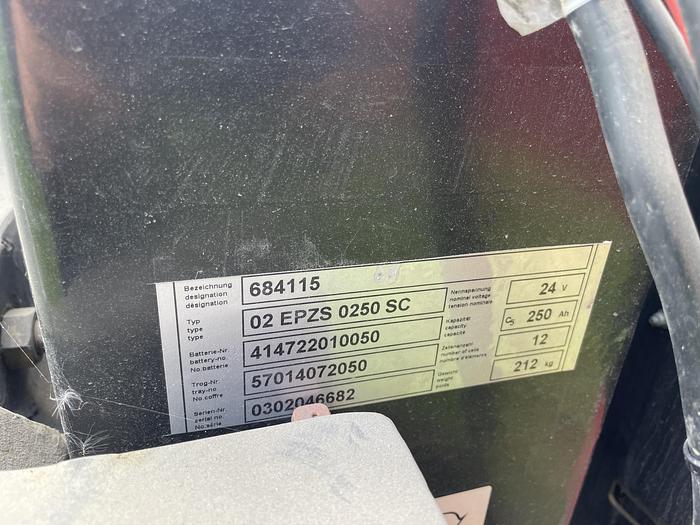 Bezeichnung
designation
désignation
684115
Typ
type
type
02 EPZS 0250 SC
Nennspannung
nominal voltage
tension nominale
24 V
Batterie-Nr.
battery-no.
No.batterie
414722010050
Kapazität
capacity
capacité
C5 250 Ah
Trog-Nr.
tray-no
No.coffre
57014072050
Zellenanzahl
number of cells
nombre d'éléments
12
Serien-Nr.
serial no.
No.série
0302046682
Gewicht
weight
poids
212 kg